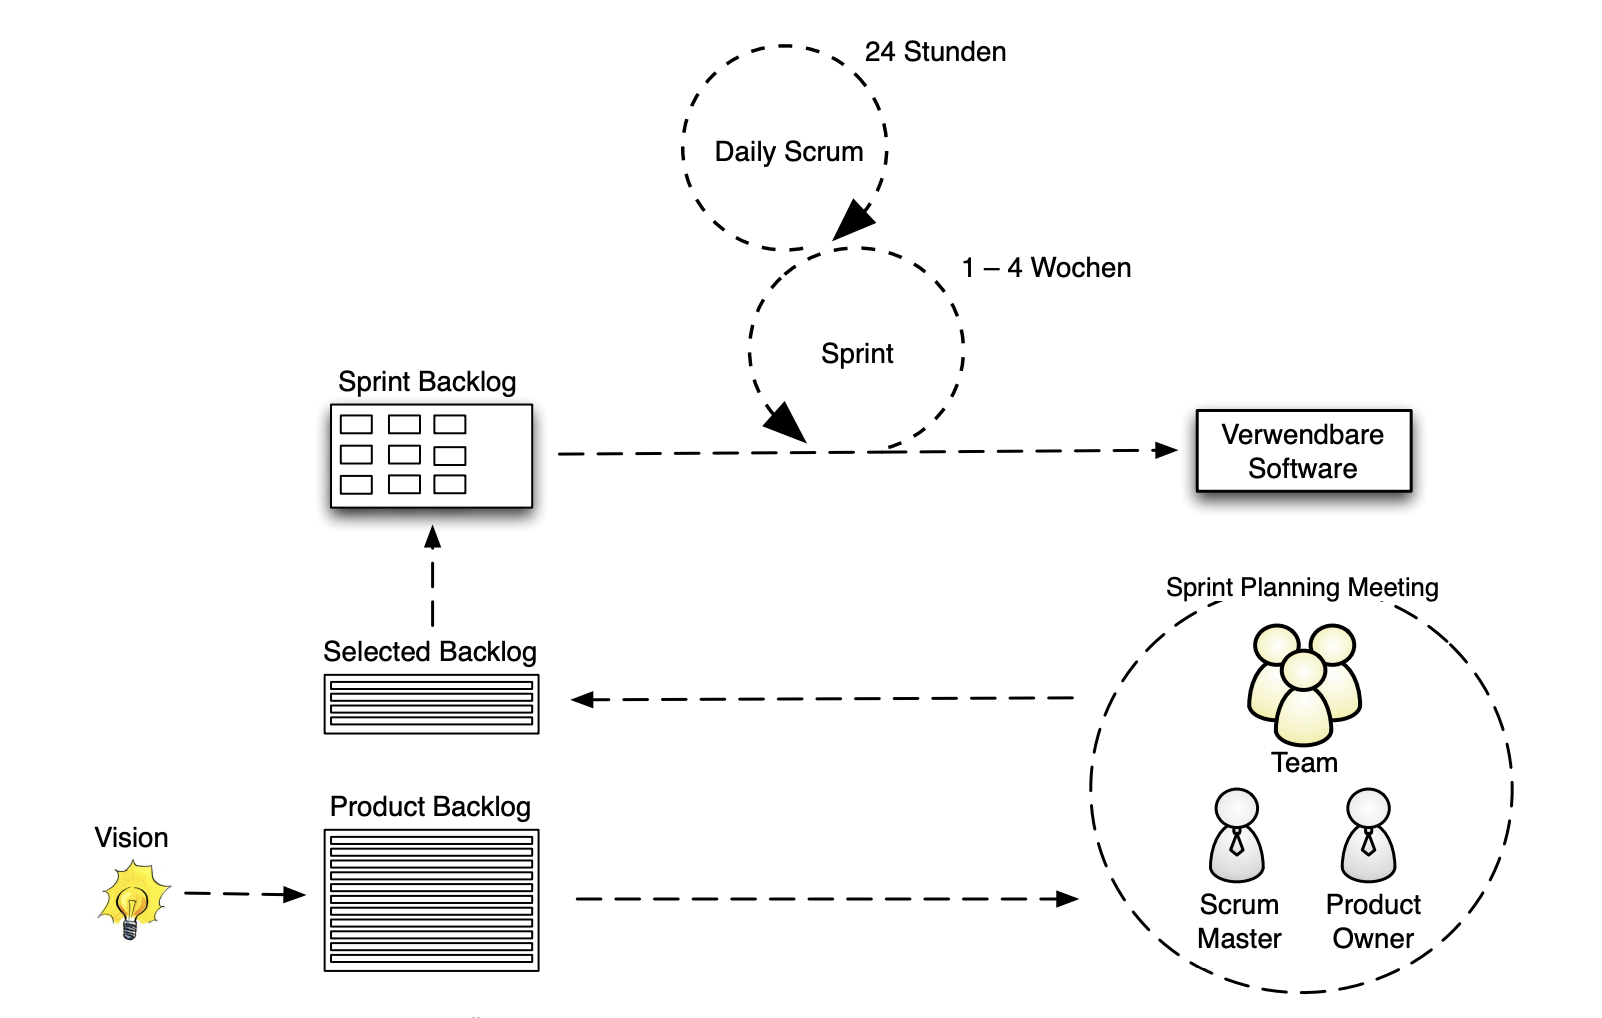 24 Stunden
Daily Scrum
1 – 4 Wochen
Sprint
Sprint Backlog
Verwendbare
Software
Sprint Planning Meeting
Selected Backlog
Team
Product Backlog
Vision
Scrum
Master
Product
Owner